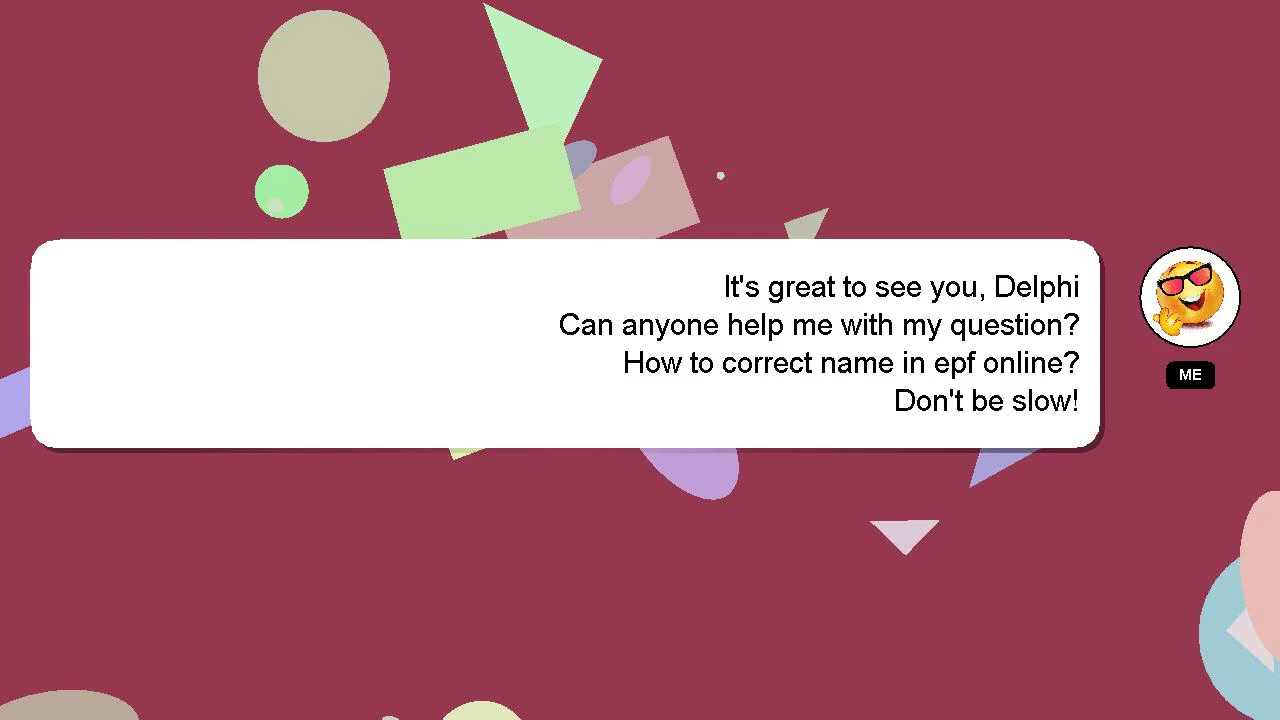 It's great to see you, Delphi
Can anyone help me with my question?
How to correct name in epf online?
Don't be slow!
ME